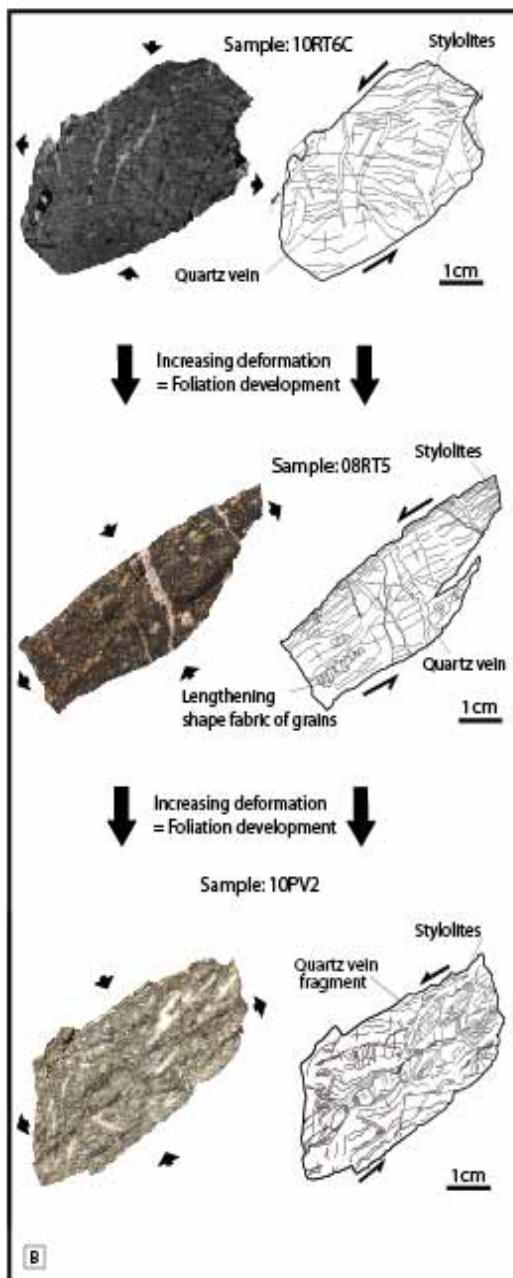 Sample: 10RT6C
Stylolites
Quartz vein
1cm
Increasing deformation
= Foliation development
Sample: 08RT5
Stylolites
Quartz vein
Lengthening
shape fabric of grains
1cm
Increasing deformation
= Foliation development
Sample: 10PV2
Stylolites
Quartz vein
fragment
1cm
B